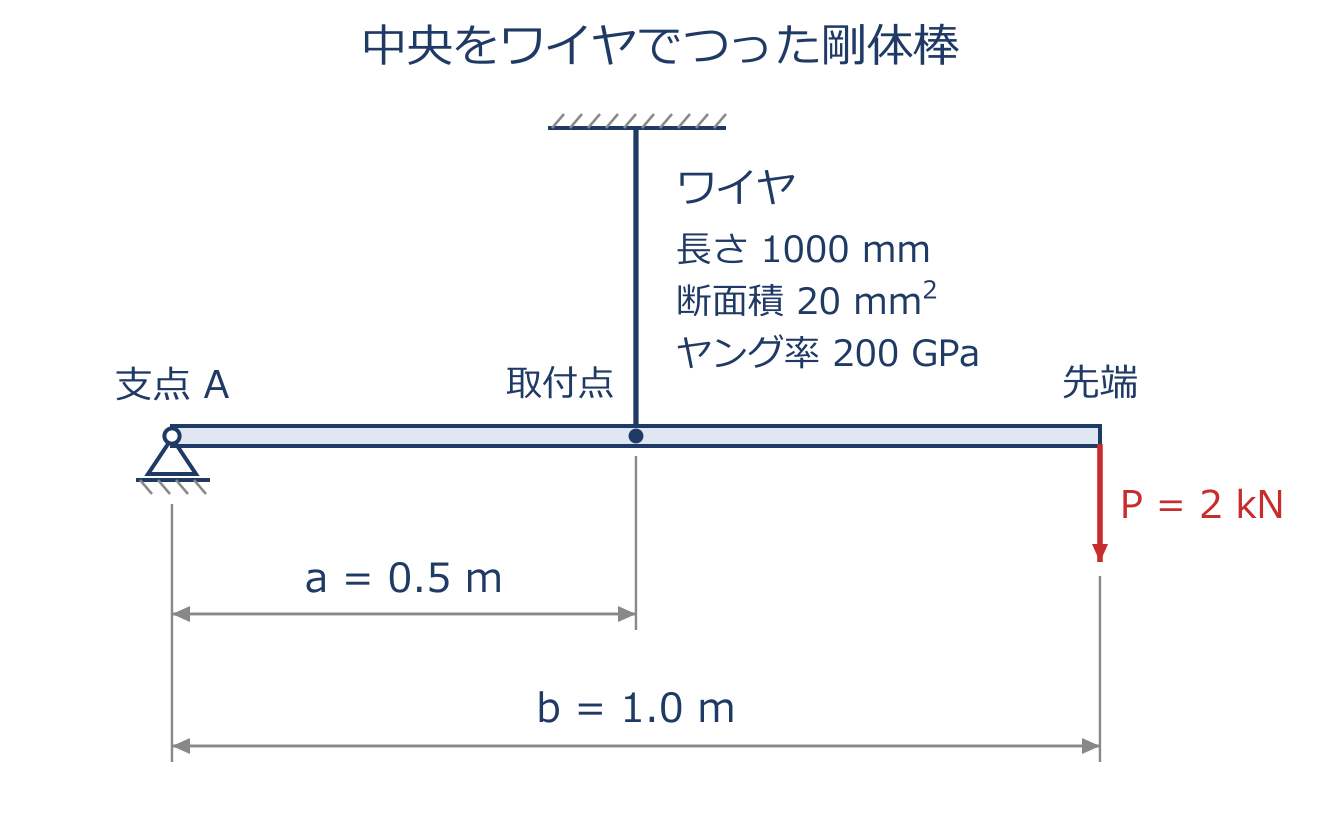 中央をワイヤでつった剛体棒
ワイヤ
長さ 1000 mm
断面積 20 mm²
ヤング率 200 GPa
支点 A
取付点
先端
P = 2 kN
a = 0.5 m
b = 1.0 m